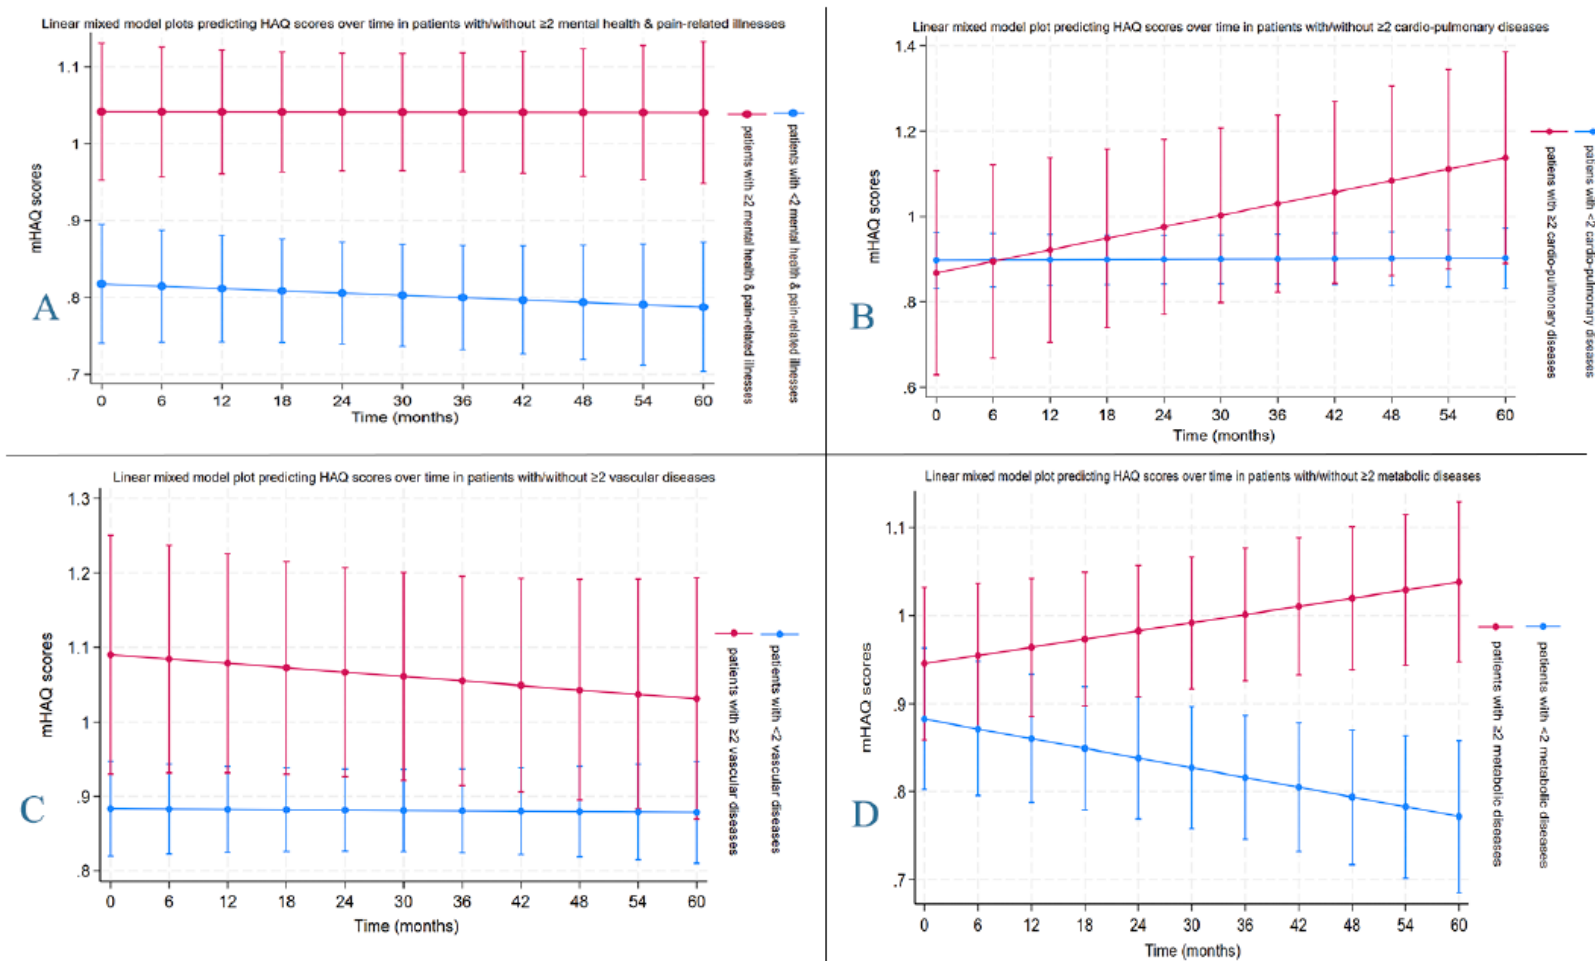 Linear mixed model plots predicting HAQ scores over time in patients with/without ≥2 mental health & pain-related illnesses
1.1
1
.9
.8
.7
mHAQ scores
A
0 6 12 18 24 30 36 42 48 54 60
Time (months)
patients with ≥2 mental health & pain-related illnesses
patients with <2 mental health & pain-related illnesses
Linear mixed model plot predicting HAQ scores over time in patients with/without ≥2 cardio-pulmonary diseases
1.4
1.2
1
.8
.6
mHAQ scores
B
0 6 12 18 24 30 36 42 48 54 60
Time (months)
patiens with ≥2 cardio-pulmonary diseases
patiens with <2 cardio-pulmonary diseases
Linear mixed model plot predicting HAQ scores over time in patients with/without ≥2 vascular diseases
1.3
1.2
1.1
1
.9
.8
mHAQ scores
C
0 6 12 18 24 30 36 42 48 54 60
Time (months)
patients with ≥2 vascular diseases
patients with <2 vascular diseases
Linear mixed model plot predicting HAQ scores over time in patients with/without ≥2 metabolic diseases
1.1
1
.9
.8
.7
mHAQ scores
D
0 6 12 18 24 30 36 42 48 54 60
Time (months)
patients with ≥2 metabolic diseases
patients with <2 metabolic diseases